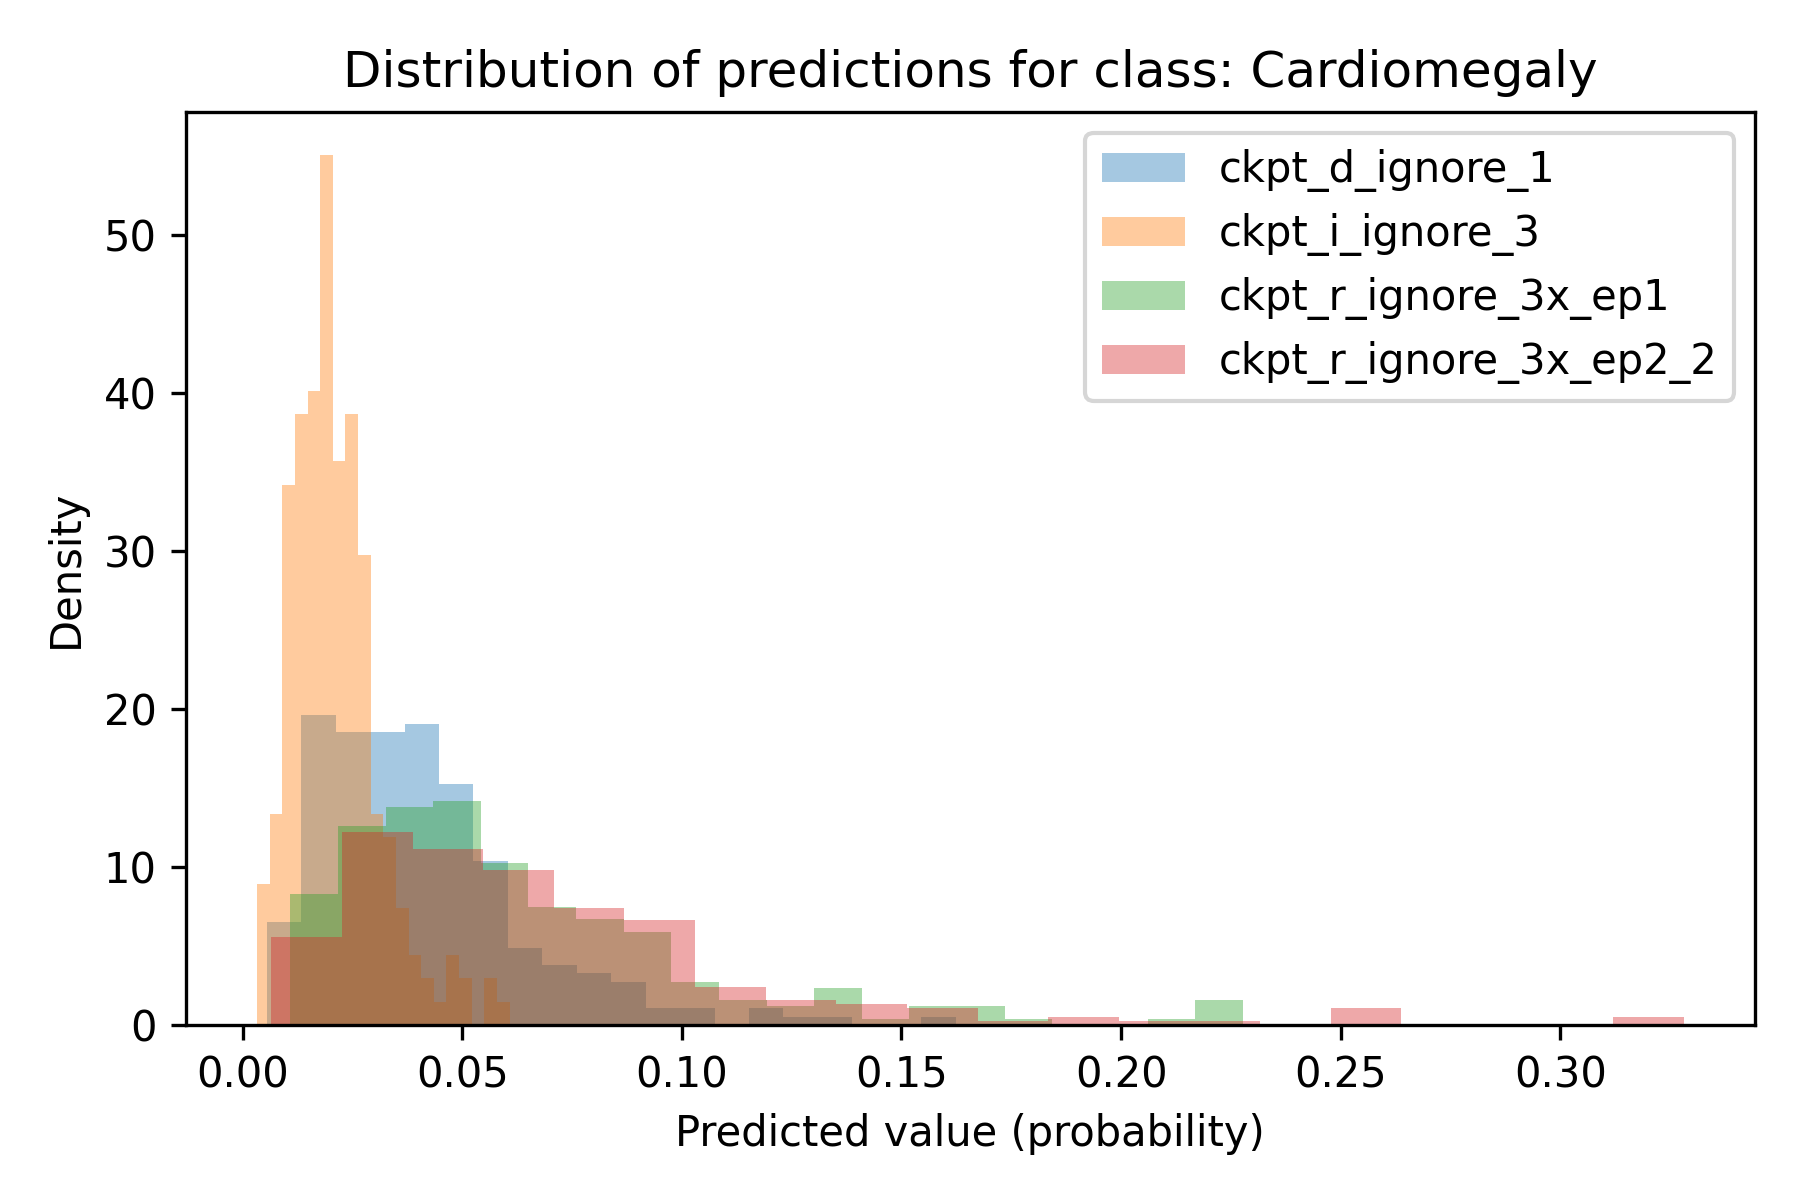 Distribution of predictions for class: Cardiomegaly
ckpt_d_ignore_1
ckpt_i_ignore_3
ckpt_r_ignore_3x_ep1
ckpt_r_ignore_3x_ep2_2
Density
50
40
30
20
10
0
0.00 0.05 0.10 0.15 0.20 0.25 0.30
Predicted value (probability)